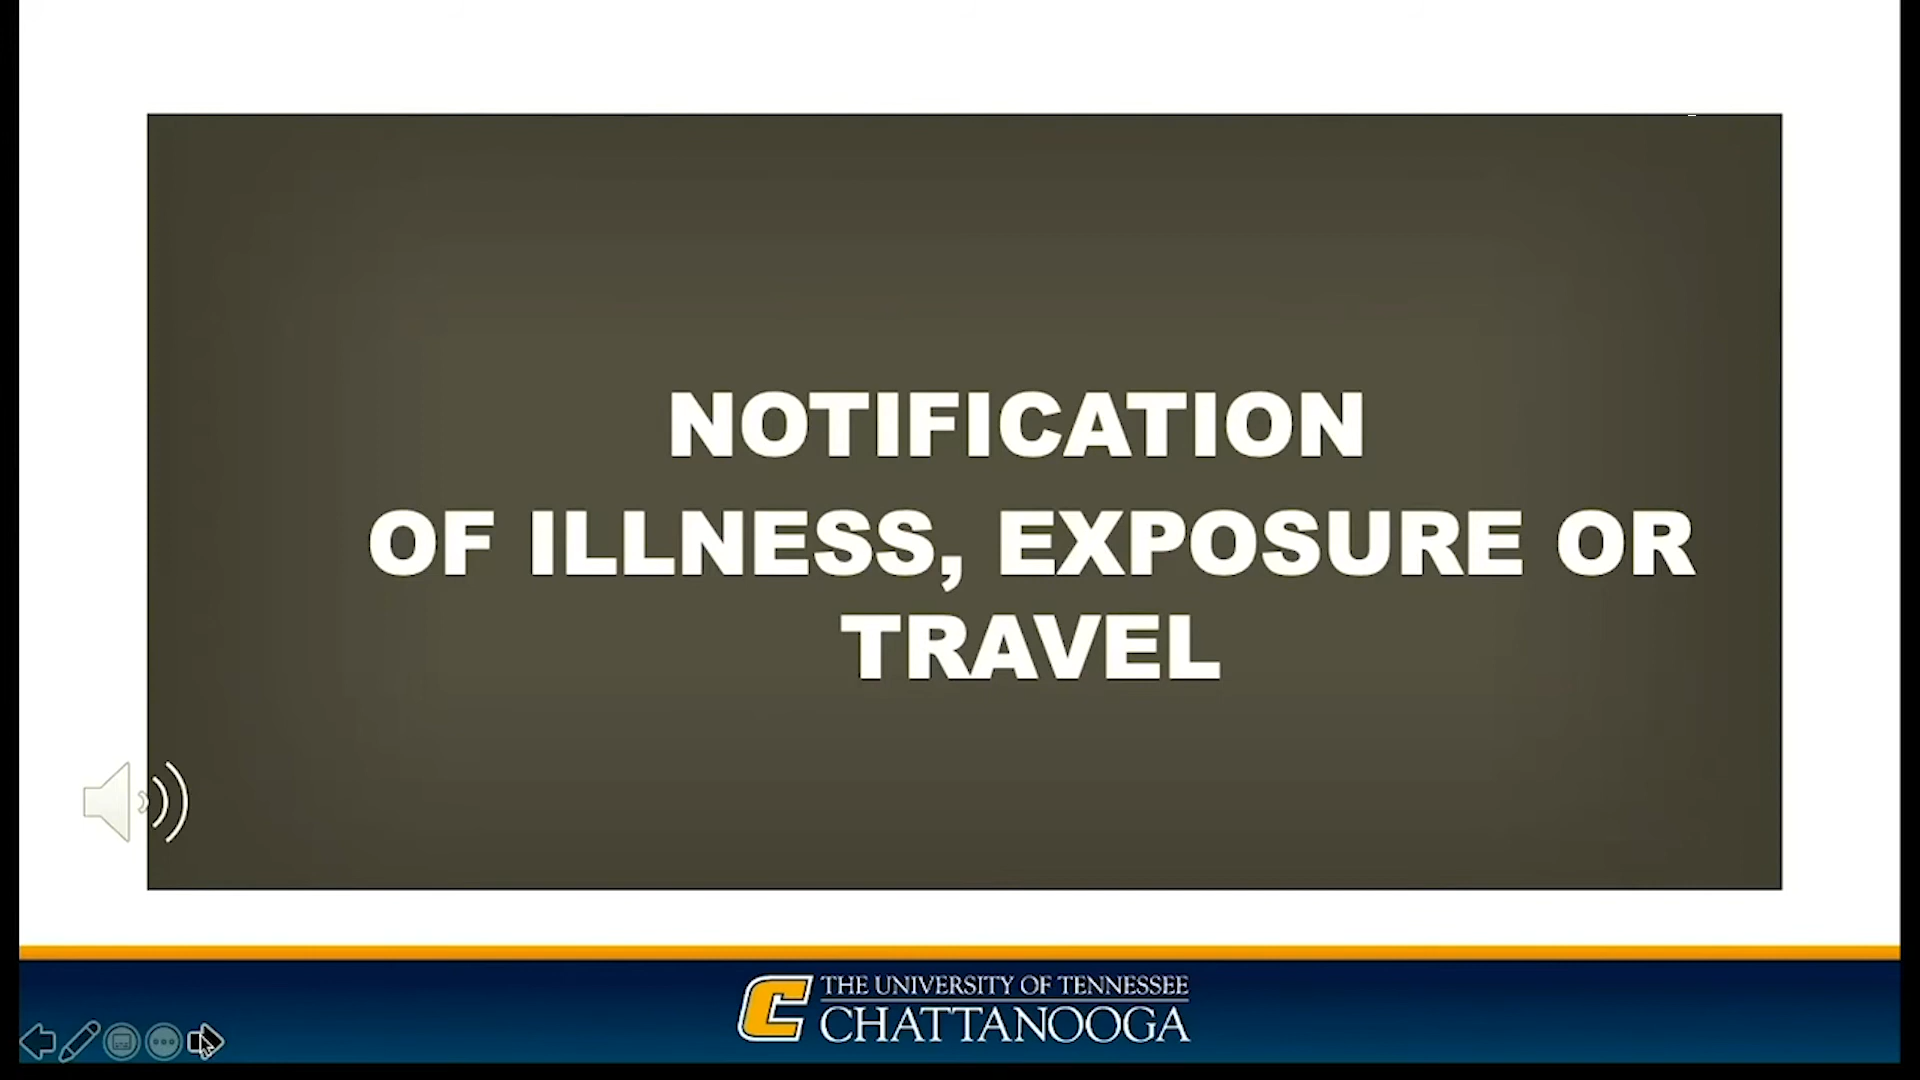 NOTIFICATION
OF ILLNESS, EXPOSURE OR
TRAVEL
THE UNIVERSITY OF TENNESSEE
CHATTANOOGA